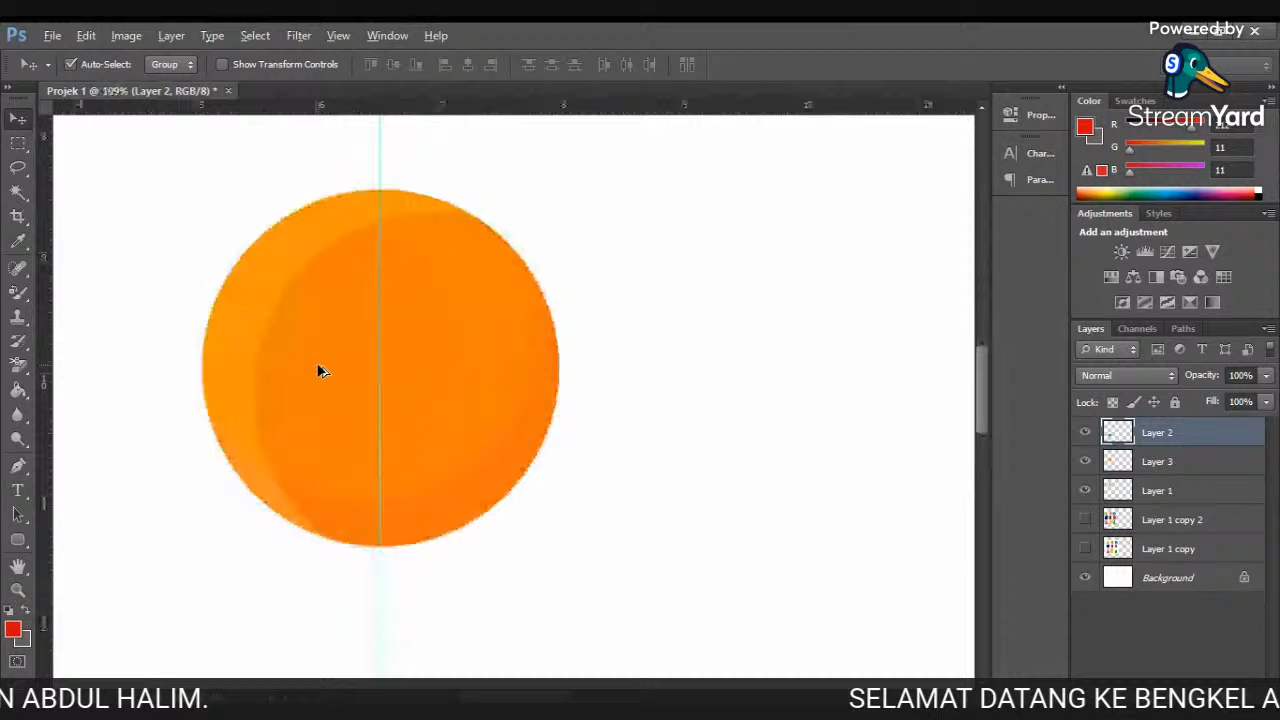 Powered by
StreamYard
Ps File Edit Image Layer Type Select Filter View Window Help
Auto-Select: Group Show Transform Controls
Projek 1 @ 199% (Layer 2, RGB/8) * ×
Prop...
Char...
Para...
Color Swatches
R 212
G 11
B 11
Adjustments Styles
Add an adjustment
Layers Channels Paths
Kind
Normal Opacity: 100%
Lock: Fill: 100%
Layer 2
Layer 3
Layer 1
Layer 1 copy 2
Layer 1 copy
Background
N ABDUL HALIM. SELAMAT DATANG KE BENGKEL A